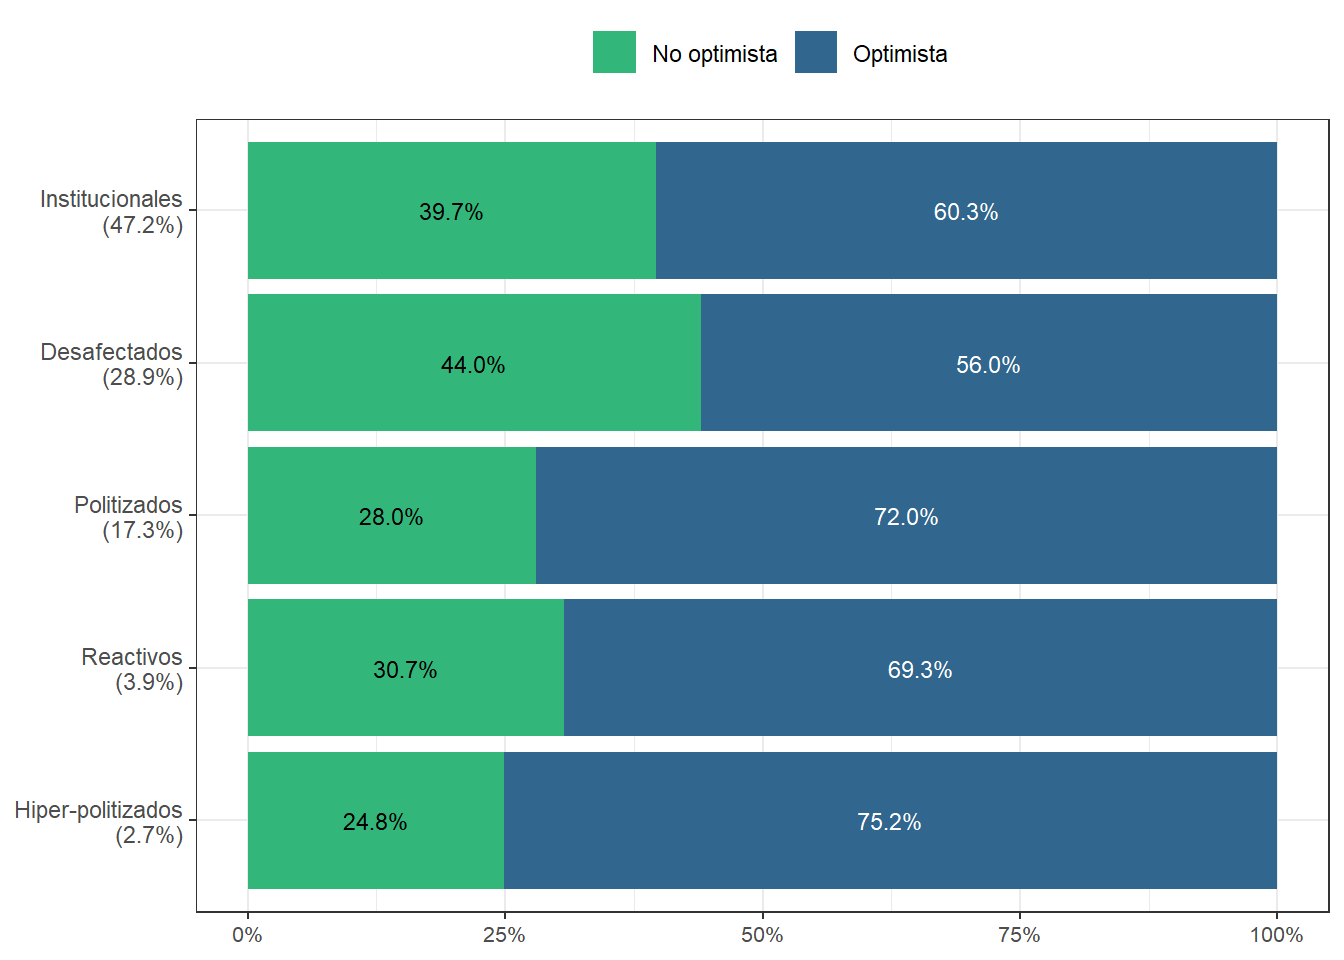 No optimista
Optimista
Institucionales
(47.2%)
39.7%
60.3%
Desafectados
(28.9%)
44.0%
56.0%
Politizados
(17.3%)
28.0%
72.0%
Reactivos
(3.9%)
30.7%
69.3%
Hiper-politizados
(2.7%)
24.8%
75.2%
0%
25%
50%
75%
100%